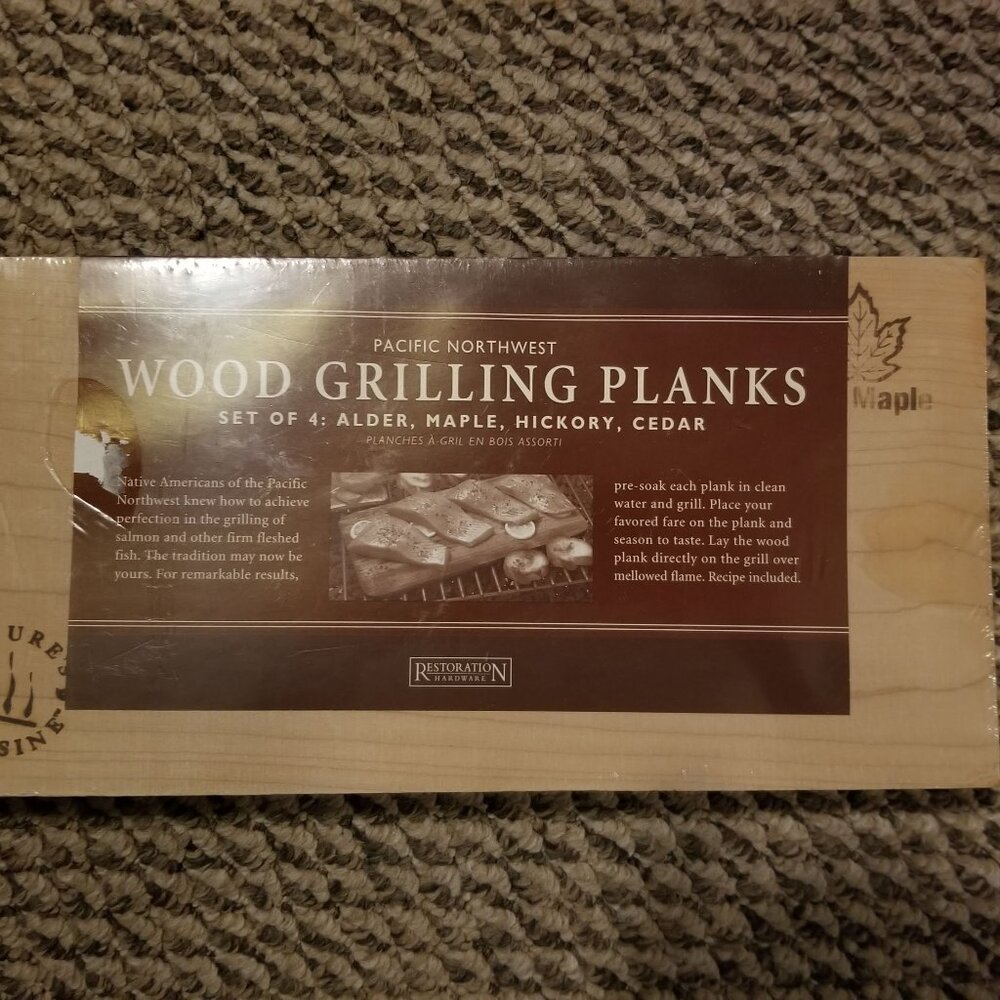 PACIFIC NORTHWEST
WOOD GRILLING PLANKS
SET OF 4: ALDER, MAPLE, HICKORY, CEDAR
PLANCHES À GRIL EN BOIS ASSORTI
Native Americans of the Pacific
Northwest knew how to achieve
perfection in the grilling of
salmon and other firm fleshed
fish. The tradition may now be
yours. For remarkable results,
pre-soak each plank in clean
water and grill. Place your
favored fare on the plank and
season to taste. Lay the wood
plank directly on the grill over
mellowed flame. Recipe included.
RESTORATION
HARDWARE
Maple